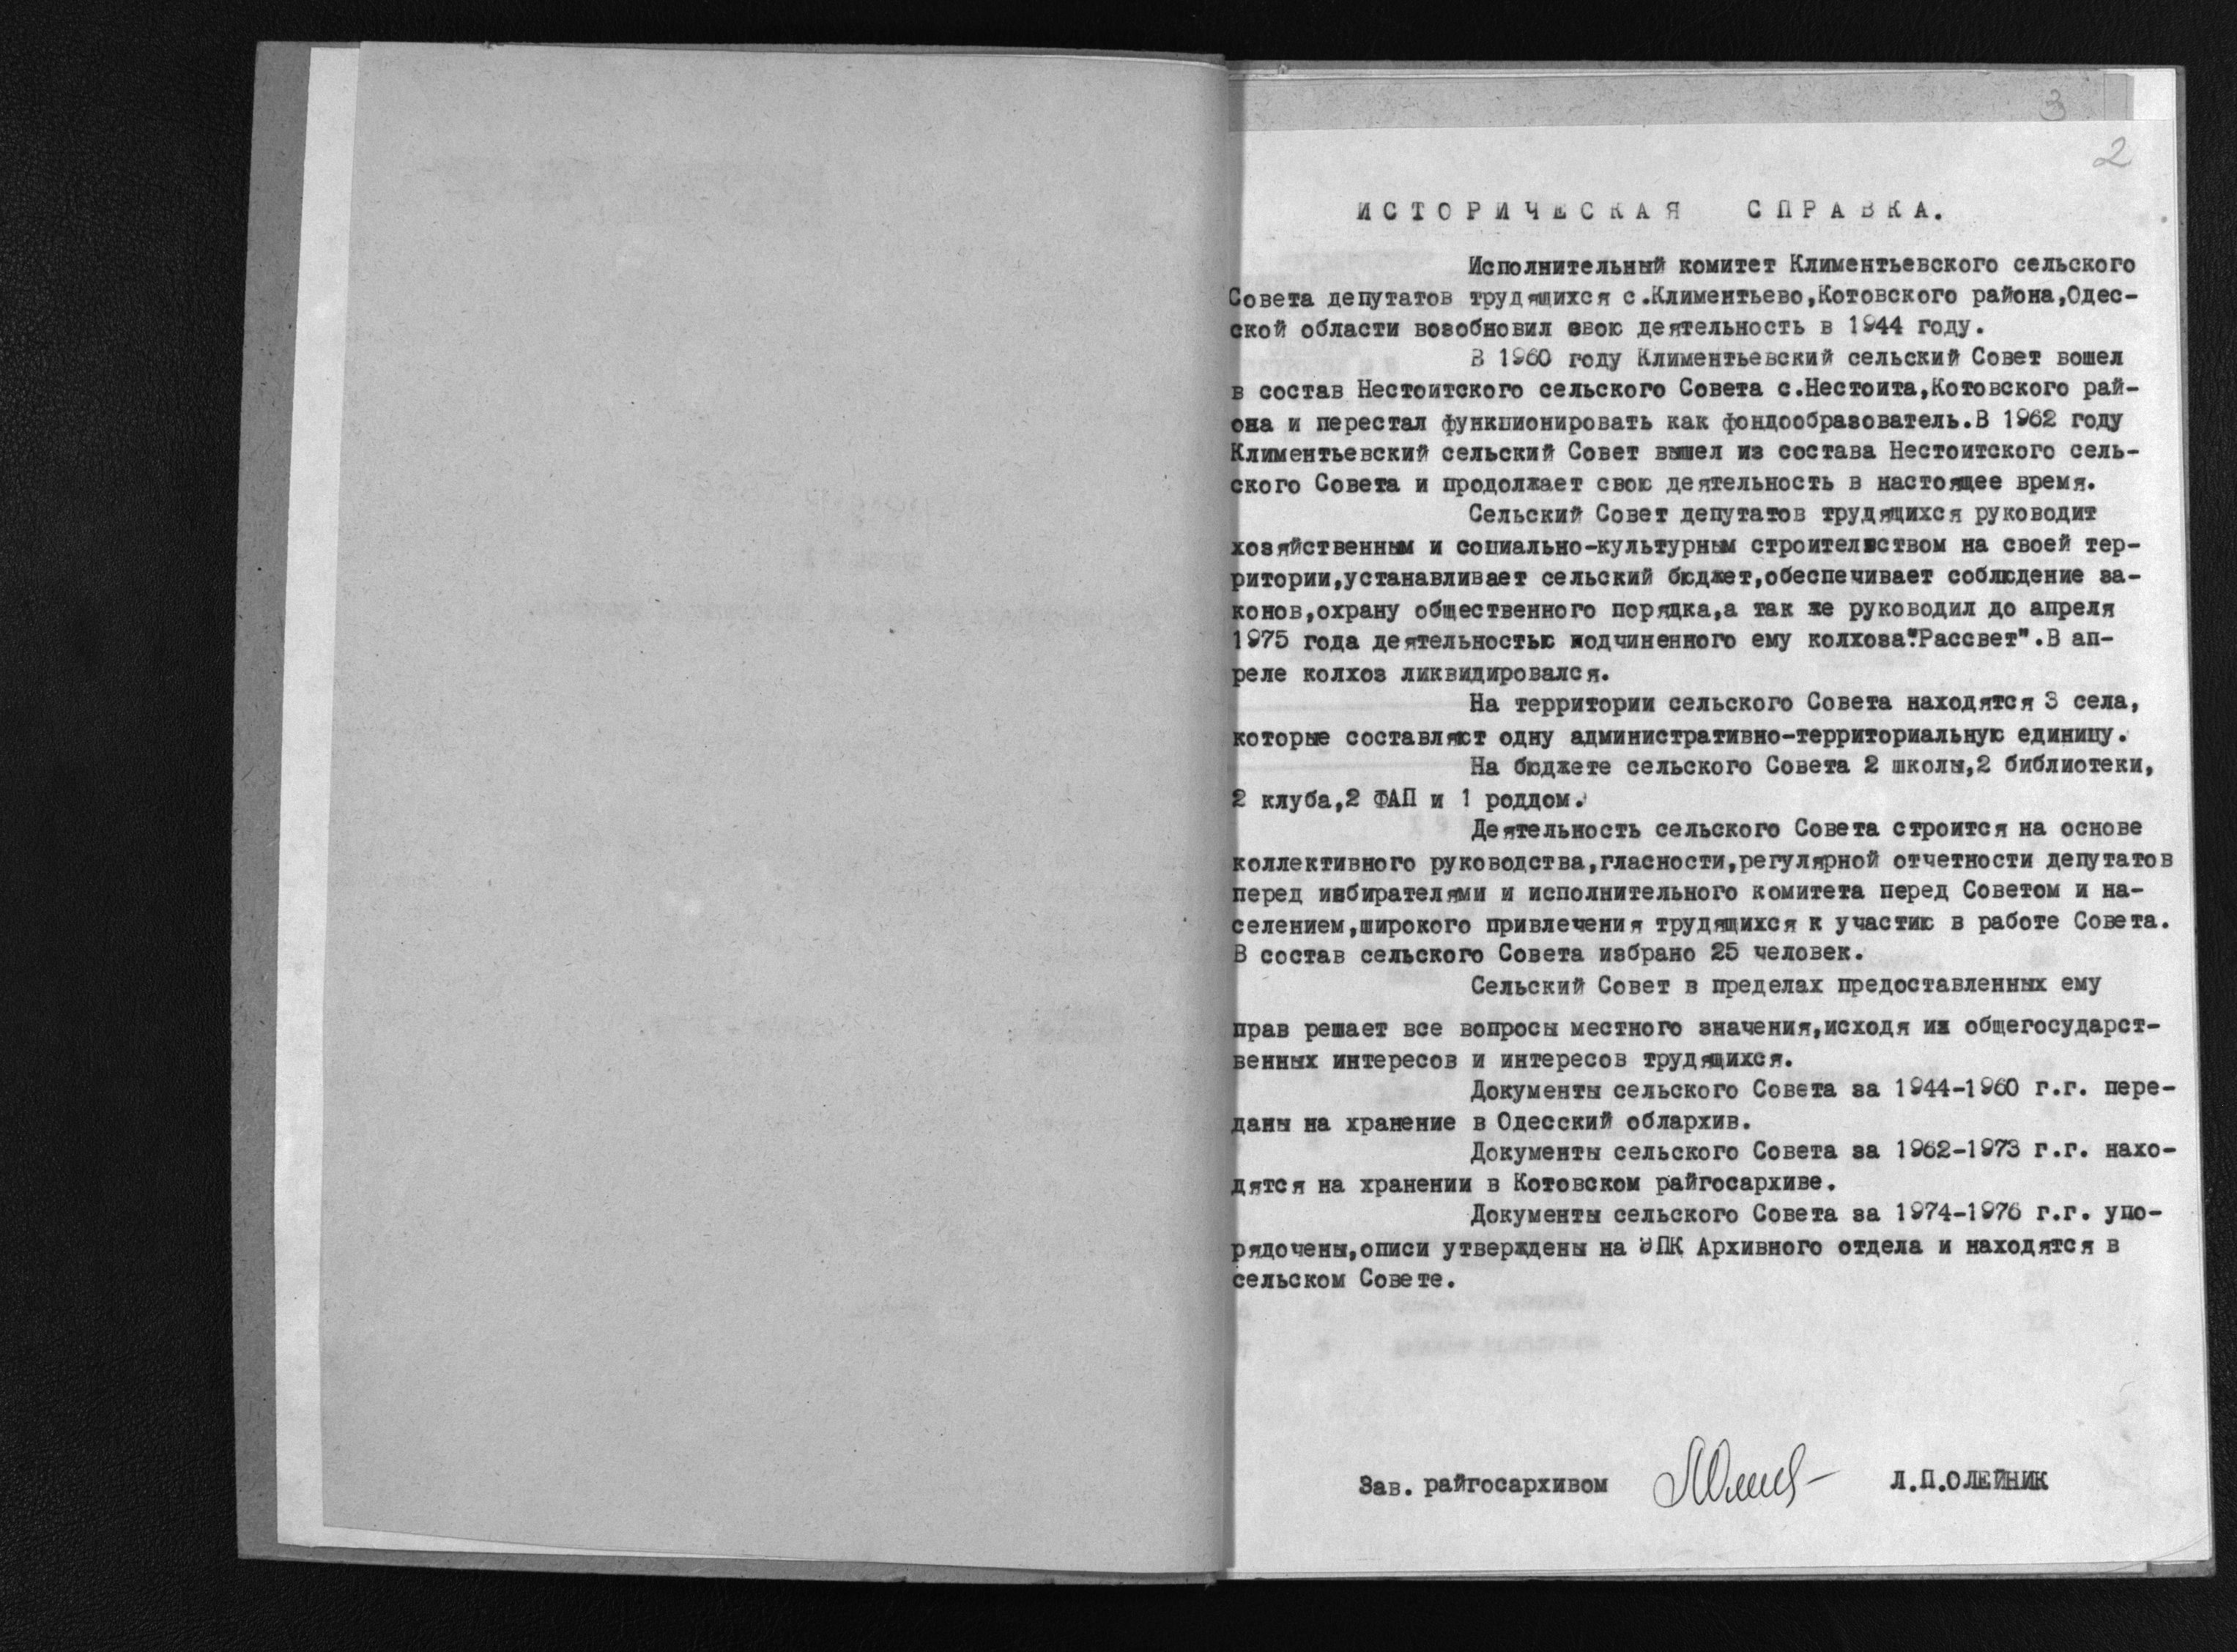 3
2
ИСТОРИЧЕСКАЯ СПРАВКА.
Исполнительный комитет Климентьевского сельского
Совета депутатов трудящихся с.Климентьево,Котовского района,Одес-
ской области возобновил свою деятельность в 1944 году.
В 1960 году Климентьевский сельский Совет вошел
в состав Нестоитского сельского Совета с.Нестоита,Котовского рай-
она и перестал функционировать как фондообразователь.В 1962 году
Климентьевский сельский Совет вышел из состава Нестоитского сель-
ского Совета и продолжает свою деятельность в настоящее время.
Сельский Совет депутатов трудящихся руководит
хозяйственным и социально-культурным строительством на своей тер-
ритории,устанавливает сельский бюджет,обеспечивает соблюдение за-
конов,охрану общественного порядка,а так же руководил до апреля
1975 года деятельностью подчиненного ему колхоза"Рассвет".В ап-
реле колхоз ликвидировался.
На территории сельского Совета находятся 3 села,
которые составляют одну административно-территориальную единицу.
На бюджете сельского Совета 2 школы,2 библиотеки,
2 клуба,2 ФАП и 1 роддом.
Деятельность сельского Совета строится на основе
коллективного руководства,гласности,регулярной отчетности депутатов
перед избирателями и исполнительного комитета перед Советом и на-
селением,широкого привлечения трудящихся к участию в работе Совета.
В состав сельского Совета избрано 25 человек.
Сельский Совет в пределах предоставленных ему
прав решает все вопросы местного значения,исходя из общегосударст-
венных интересов и интересов трудящихся.
Документы сельского Совета за 1944-1960 г.г. пере-
даны на хранение в Одесский облархив.
Документы сельского Совета за 1962-1973 г.г. нахо-
дятся на хранении в Котовском райгосархиве.
Документы сельского Совета за 1974-1976 г.г. упо-
рядочены,описи утверждены на ЭПК Архивного отдела и находятся в
сельском Совете.
Зав. райгосархивом Л.П.ОЛЕЙНИК